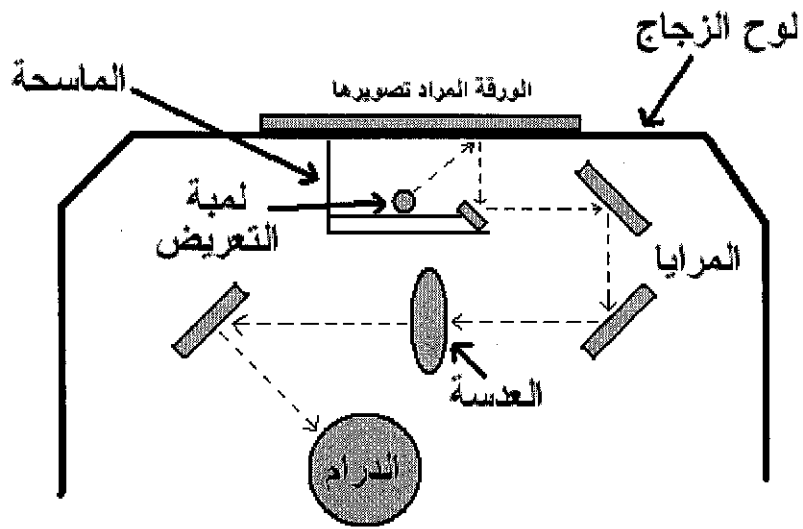 لوح الزجاج
الماسحة
الورقة المراد تصويرها
لمبة
التعريض
المرايا
العدسة
الدرام